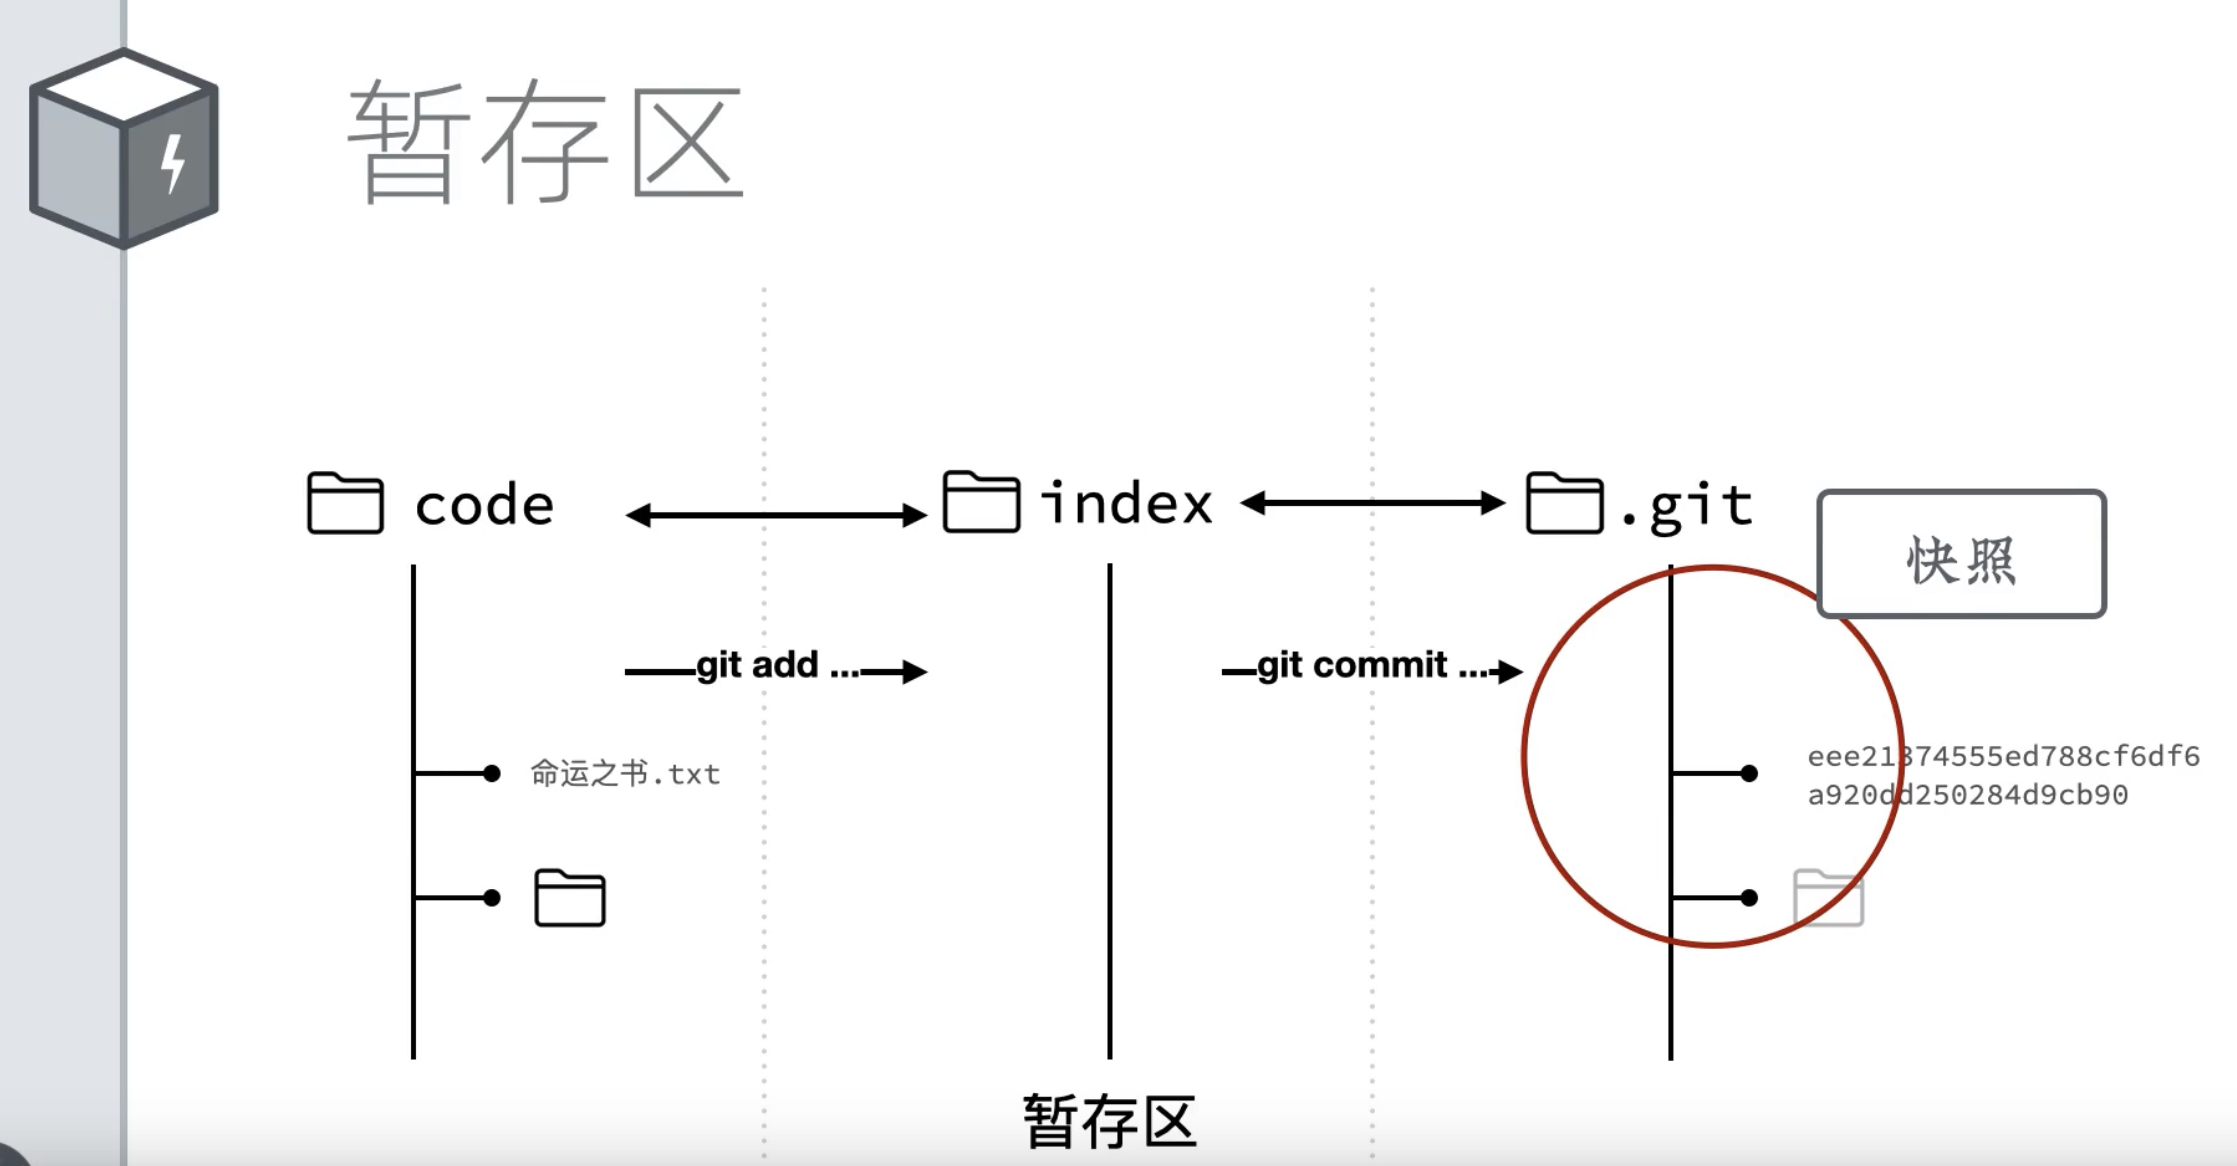 暂存区
code
index
.git
快照
git add ...
git commit ...
命运之书.txt
eee21374555ed788cf6df6
a920dd250284d9cb90
暂存区